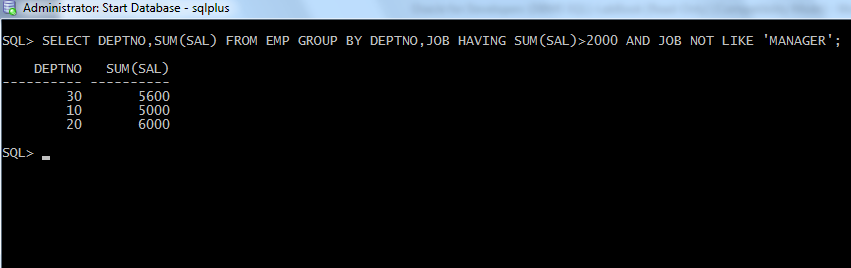 Administrator: Start Database - sqlplus
SQL> SELECT DEPTNO,SUM(SAL) FROM EMP GROUP BY DEPTNO,JOB HAVING SUM(SAL)>2000 AND JOB NOT LIKE 'MANAGER';
DEPTNO SUM(SAL)
---------- ----------
30 5600
10 5000
20 6000
SQL>